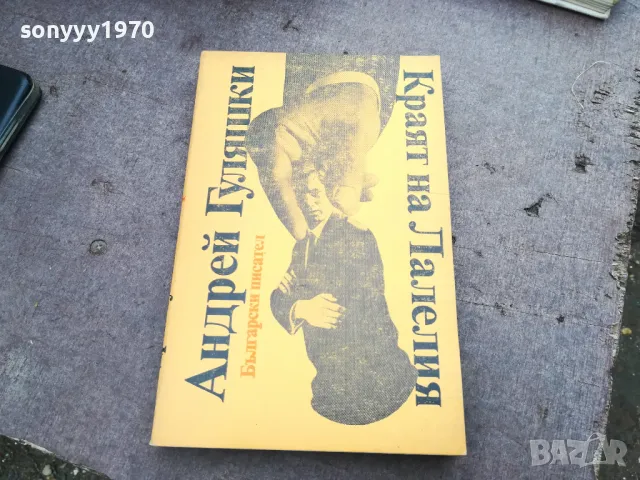 sonyyy1970
Андрей Гуляшки
Български писател
Краят на Лалелия
BAZAR